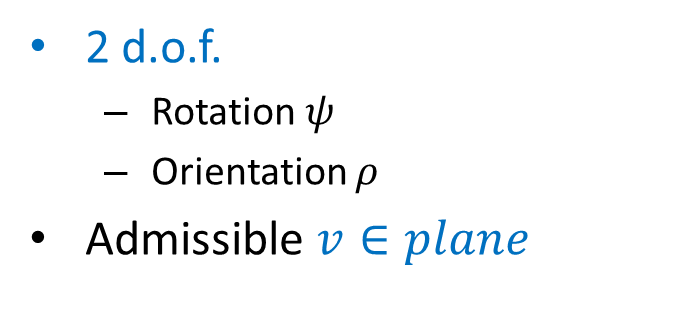 • 2 d.o.f.
– Rotation 𝜓
– Orientation 𝜌
• Admissible 𝑣 ∈ 𝑝𝑙𝑎𝑛𝑒